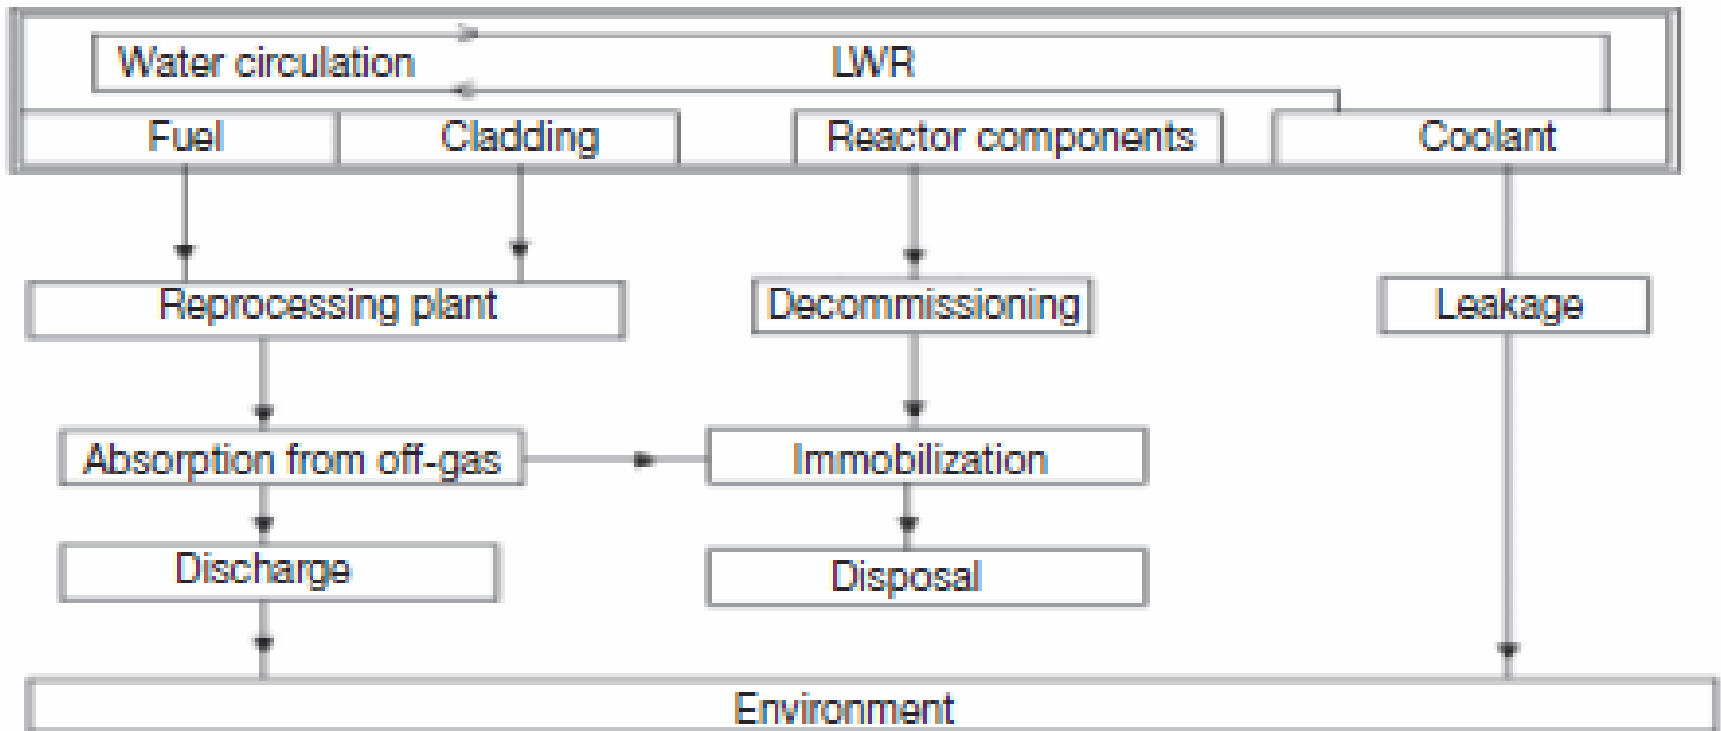 Water circulation
LWR
Fuel
Cladding
Reactor components
Coolant
Reprocessing plant
Decommissioning
Leakage
Absorption from off-gas
Immobilization
Discharge
Disposal
Environment